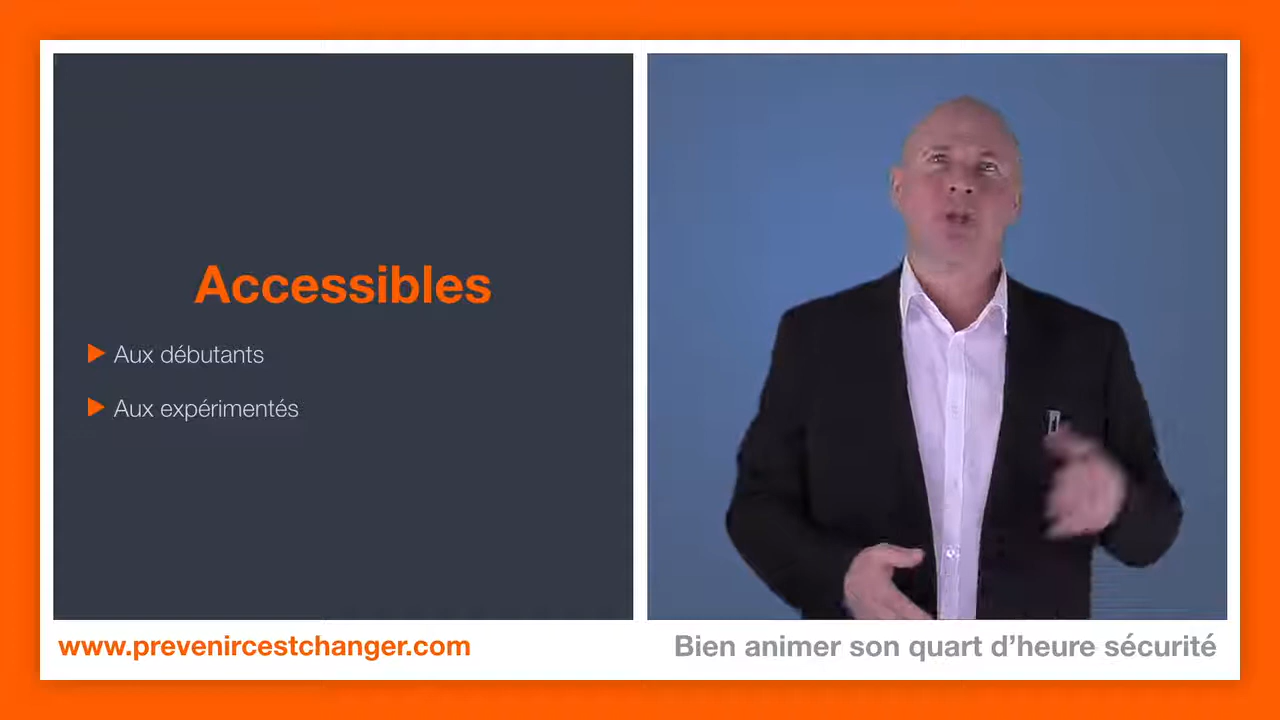 Accessibles
Aux débutants
Aux expérimentés
www.prevenircestchanger.com
Bien animer son quart d’heure sécurité